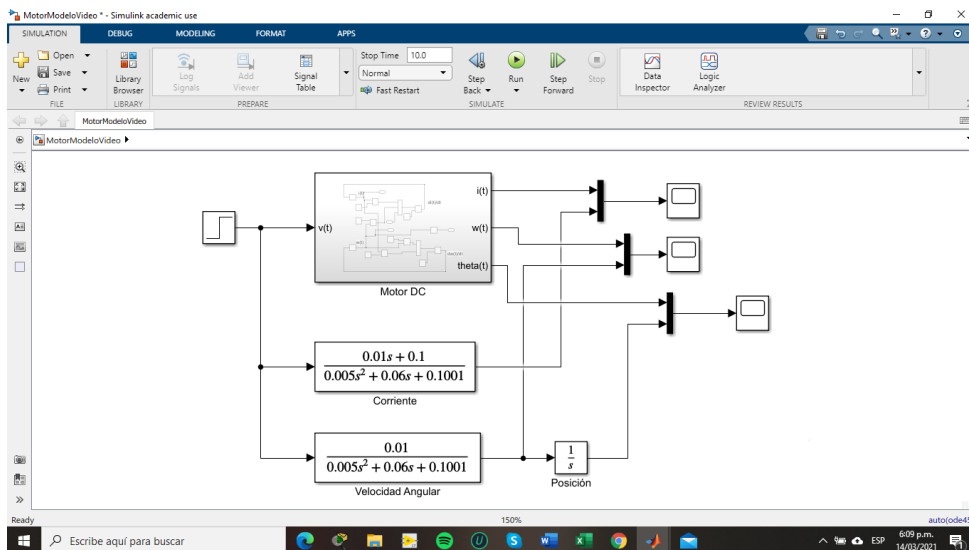 MotorModeloVideo * - Simulink academic use
SIMULATION DEBUG MODELING FORMAT APPS
New
Open
Save
Print
FILE
Library Browser
LIBRARY
Log Signals
Add Viewer
Signal Table
PREPARE
Stop Time 10.0
Normal
Fast Restart
Step Back
Run
Step Forward
Stop
SIMULATE
Data Inspector
Logic Analyzer
REVIEW RESULTS
MotorModeloVideo
MotorModeloVideo
v(t)
i(t)
w(t)
theta(t)
Motor DC
0.01s + 0.1
0.005s² + 0.06s + 0.1001
Corriente
0.01
0.005s² + 0.06s + 0.1001
Velocidad Angular
1
s
Posición
Ready 150% auto(ode45
Escribe aquí para buscar
ESP
6:09 p.m.
14/03/2021